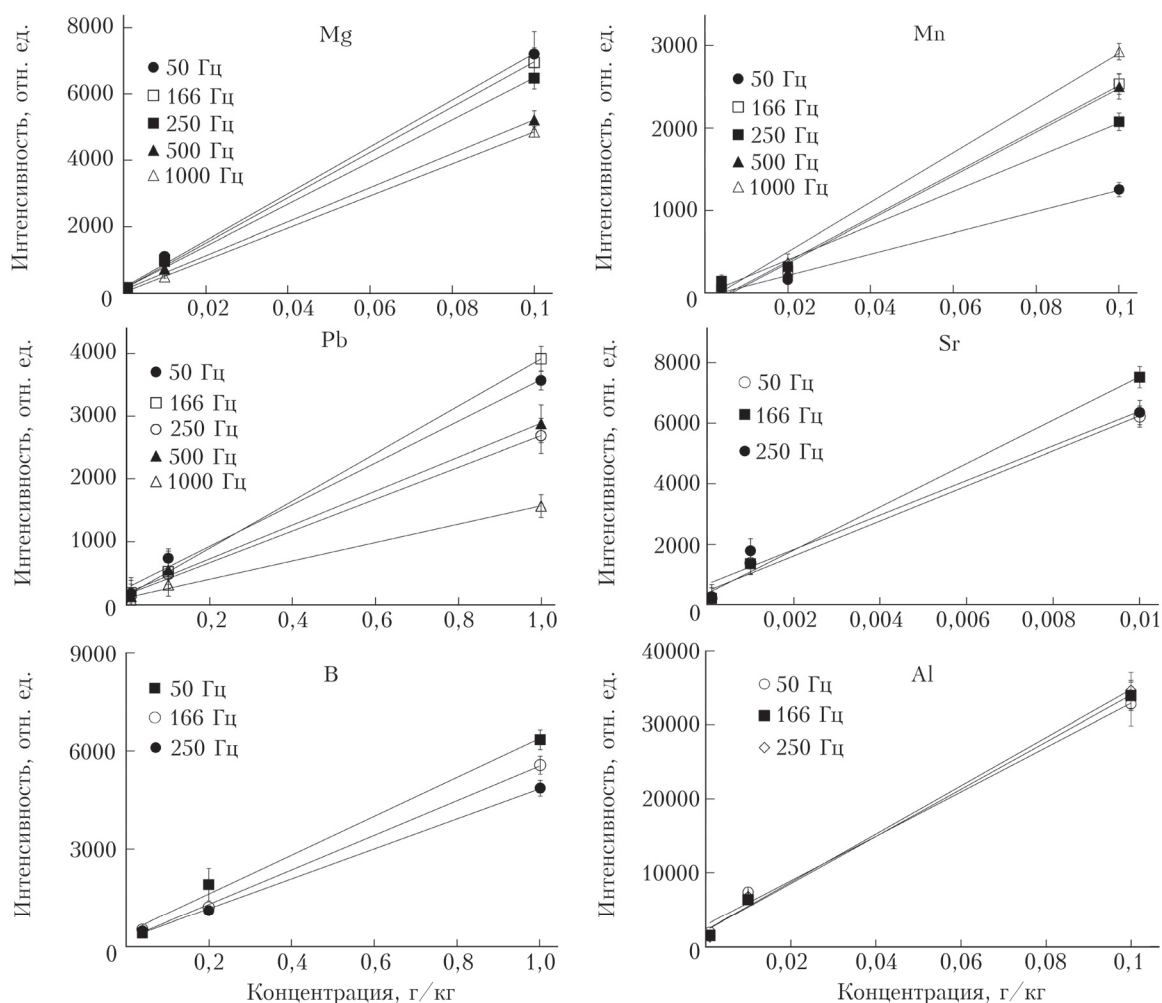 Mg
Интенсивность, отн. ед.
8000
6000
4000
2000
0
50 Гц
166 Гц
250 Гц
500 Гц
1000 Гц
0,02
0,04
0,06
0,08
0,1
Mn
Интенсивность, отн. ед.
3000
2000
1000
0
50 Гц
166 Гц
250 Гц
500 Гц
1000 Гц
0,02
0,04
0,06
0,08
0,1
Pb
Интенсивность, отн. ед.
4000
3000
2000
1000
0
50 Гц
166 Гц
250 Гц
500 Гц
1000 Гц
0,2
0,4
0,6
0,8
1,0
Sr
Интенсивность, отн. ед.
8000
6000
4000
2000
0
50 Гц
166 Гц
250 Гц
0,002
0,004
0,006
0,008
0,01
B
Интенсивность, отн. ед.
9000
6000
3000
0
50 Гц
166 Гц
250 Гц
0,2
0,4
0,6
0,8
1,0
Концентрация, г/кг
Al
Интенсивность, отн. ед.
40000
30000
20000
10000
0
50 Гц
166 Гц
250 Гц
0,02
0,04
0,06
0,08
0,1
Концентрация, г/кг